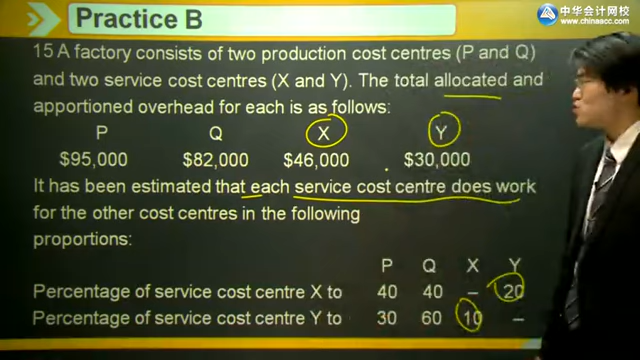 Practice B
中华会计网校
www.chinaacc.com
15 A factory consists of two production cost centres (P and Q)
and two service cost centres (X and Y). The total allocated and
apportioned overhead for each is as follows:
P Q X Y
$95,000 $82,000 $46,000 $30,000
It has been estimated that each service cost centre does work
for the other cost centres in the following
proportions:
P Q X Y
Percentage of service cost centre X to 40 40 – 20
Percentage of service cost centre Y to 30 60 10 –